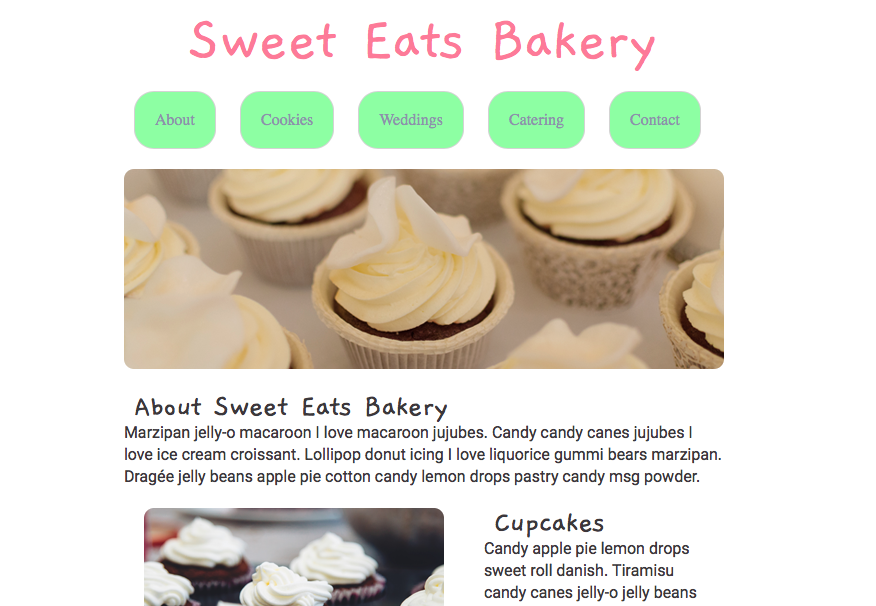 Sweet Eats Bakery
About Cookies Weddings Catering Contact
About Sweet Eats Bakery
Marzipan jelly-o macaroon I love macaroon jujubes. Candy candy canes jujubes I
love ice cream croissant. Lollipop donut icing I love liquorice gummi bears marzipan.
Dragée jelly beans apple pie cotton candy lemon drops pastry candy msg powder.
Cupcakes
Candy apple pie lemon drops
sweet roll danish. Tiramisu
candy canes jelly-o jelly beans